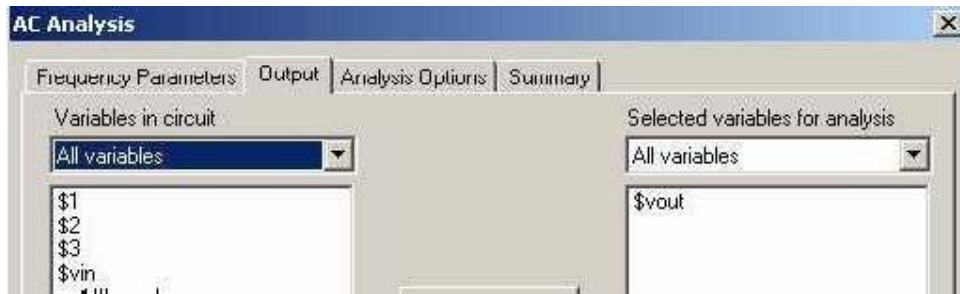 AC Analysis
Frequency Parameters Output Analysis Options Summary
Variables in circuit
Selected variables for analysis
All variables
All variables
$1
$vout
$2
$3
$vin